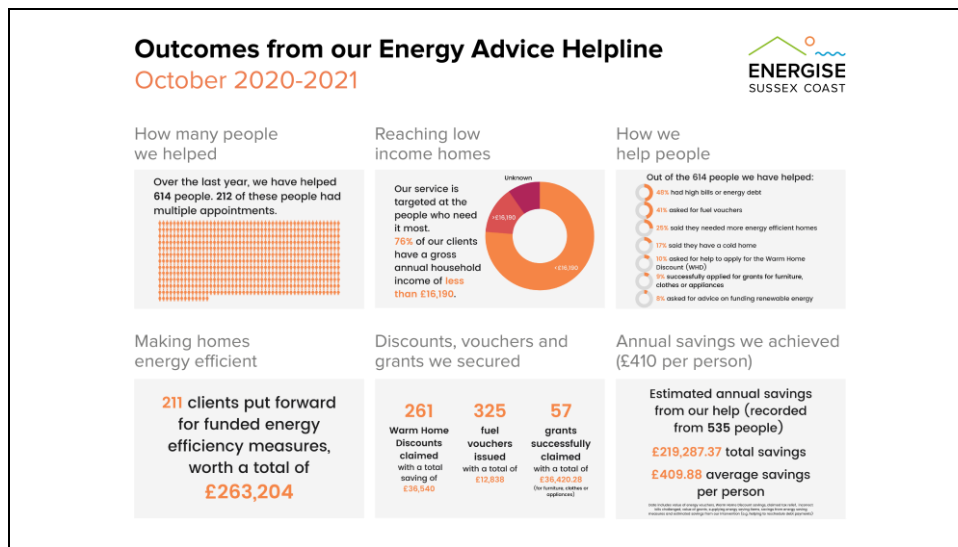 Outcomes from our Energy Advice Helpline
October 2020-2021
ENERGISE
SUSSEX COAST
How many people
we helped
Over the last year, we have helped
614 people. 212 of these people had
multiple appointments.
Reaching low
income homes
Our service is
targeted at the
people who need
it most.
76% of our clients
have a gross
annual household
income of less
than £16,190.
Unknown
>£16,190
<£16,190
How we
help people
Out of the 614 people we have helped:
48% had high bills or energy debt
41% asked for fuel vouchers
25% said they needed more energy efficient homes
17% said they have a cold home
10% asked for help to apply for the Warm Home
Discount (WHD)
successfully applied for grants for furniture,
clothes or appliances
asked for advice on funding renewable energy
Making homes
energy efficient
211 clients put forward
for funded energy
efficiency measures,
worth a total of
£263,204
Discounts, vouchers and
grants we secured
261
Warm Home
Discounts
claimed
with a total
saving of
£36,540
325
fuel
vouchers
issued
with a total of
£12,838
57
grants
successfully
claimed
with a total of
£36,420.28
(for furniture, clothes or
appliances)
Annual savings we achieved
(£410 per person)
Estimated annual savings
from our help (recorded
from 535 people)
£219,287.37 total savings
£409.88 average savings
per person